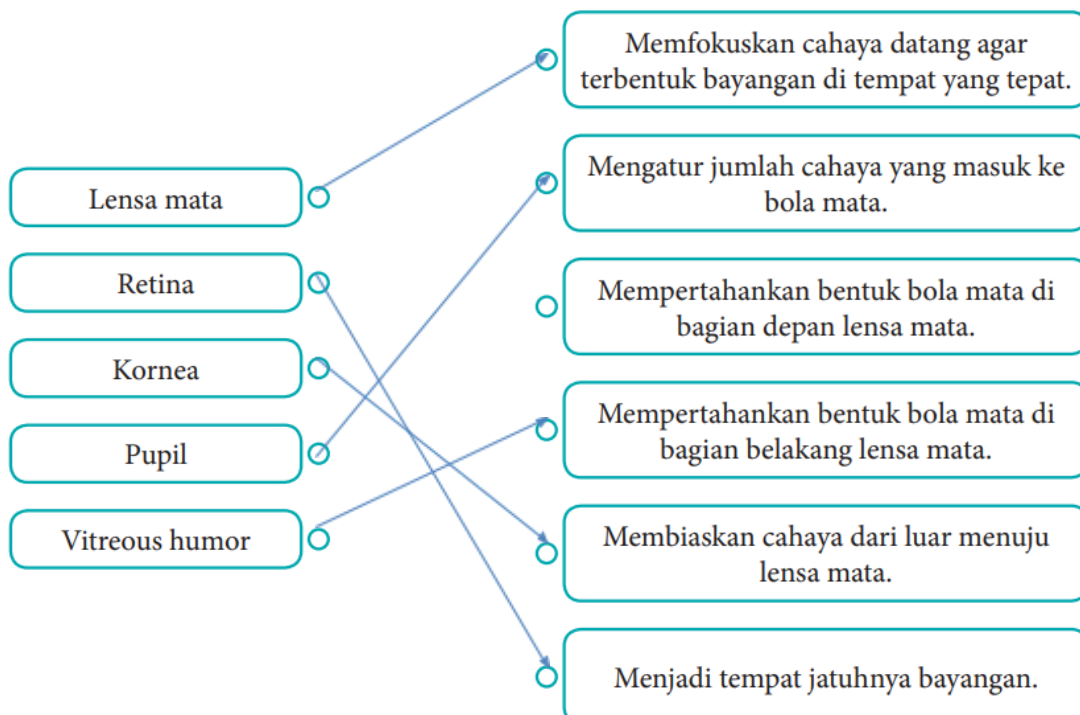 Lensa mata
Retina
Kornea
Pupil
Vitreous humor
Memfokuskan cahaya datang agar
terbentuk bayangan di tempat yang tepat.
Mengatur jumlah cahaya yang masuk ke
bola mata.
Mempertahankan bentuk bola mata di
bagian depan lensa mata.
Mempertahankan bentuk bola mata di
bagian belakang lensa mata.
Membiaskan cahaya dari luar menuju
lensa mata.
Menjadi tempat jatuhnya bayangan.